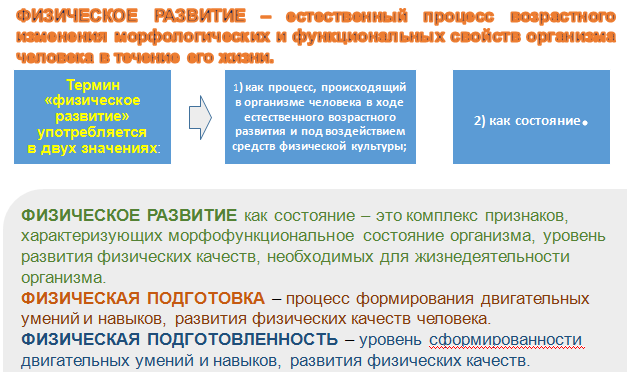 ФИЗИЧЕСКОЕ РАЗВИТИЕ – естественный процесс возрастного
изменения морфологических и функциональных свойств организма
человека в течение его жизни.
Термин
«физическое
развитие»
употребляется
в двух значениях:
1) как процесс, происходящий
в организме человека в ходе
естественного возрастного
развития и под воздействием
средств физической культуры;
2) как состояние.
ФИЗИЧЕСКОЕ РАЗВИТИЕ как состояние – это комплекс признаков,
характеризующих морфофункциональное состояние организма, уровень
развития физических качеств, необходимых для жизнедеятельности
организма.
ФИЗИЧЕСКАЯ ПОДГОТОВКА – процесс формирования двигательных
умений и навыков, развития физических качеств человека.
ФИЗИЧЕСКАЯ ПОДГОТОВЛЕННОСТЬ – уровень сформированности
двигательных умений и навыков, развития физических качеств.